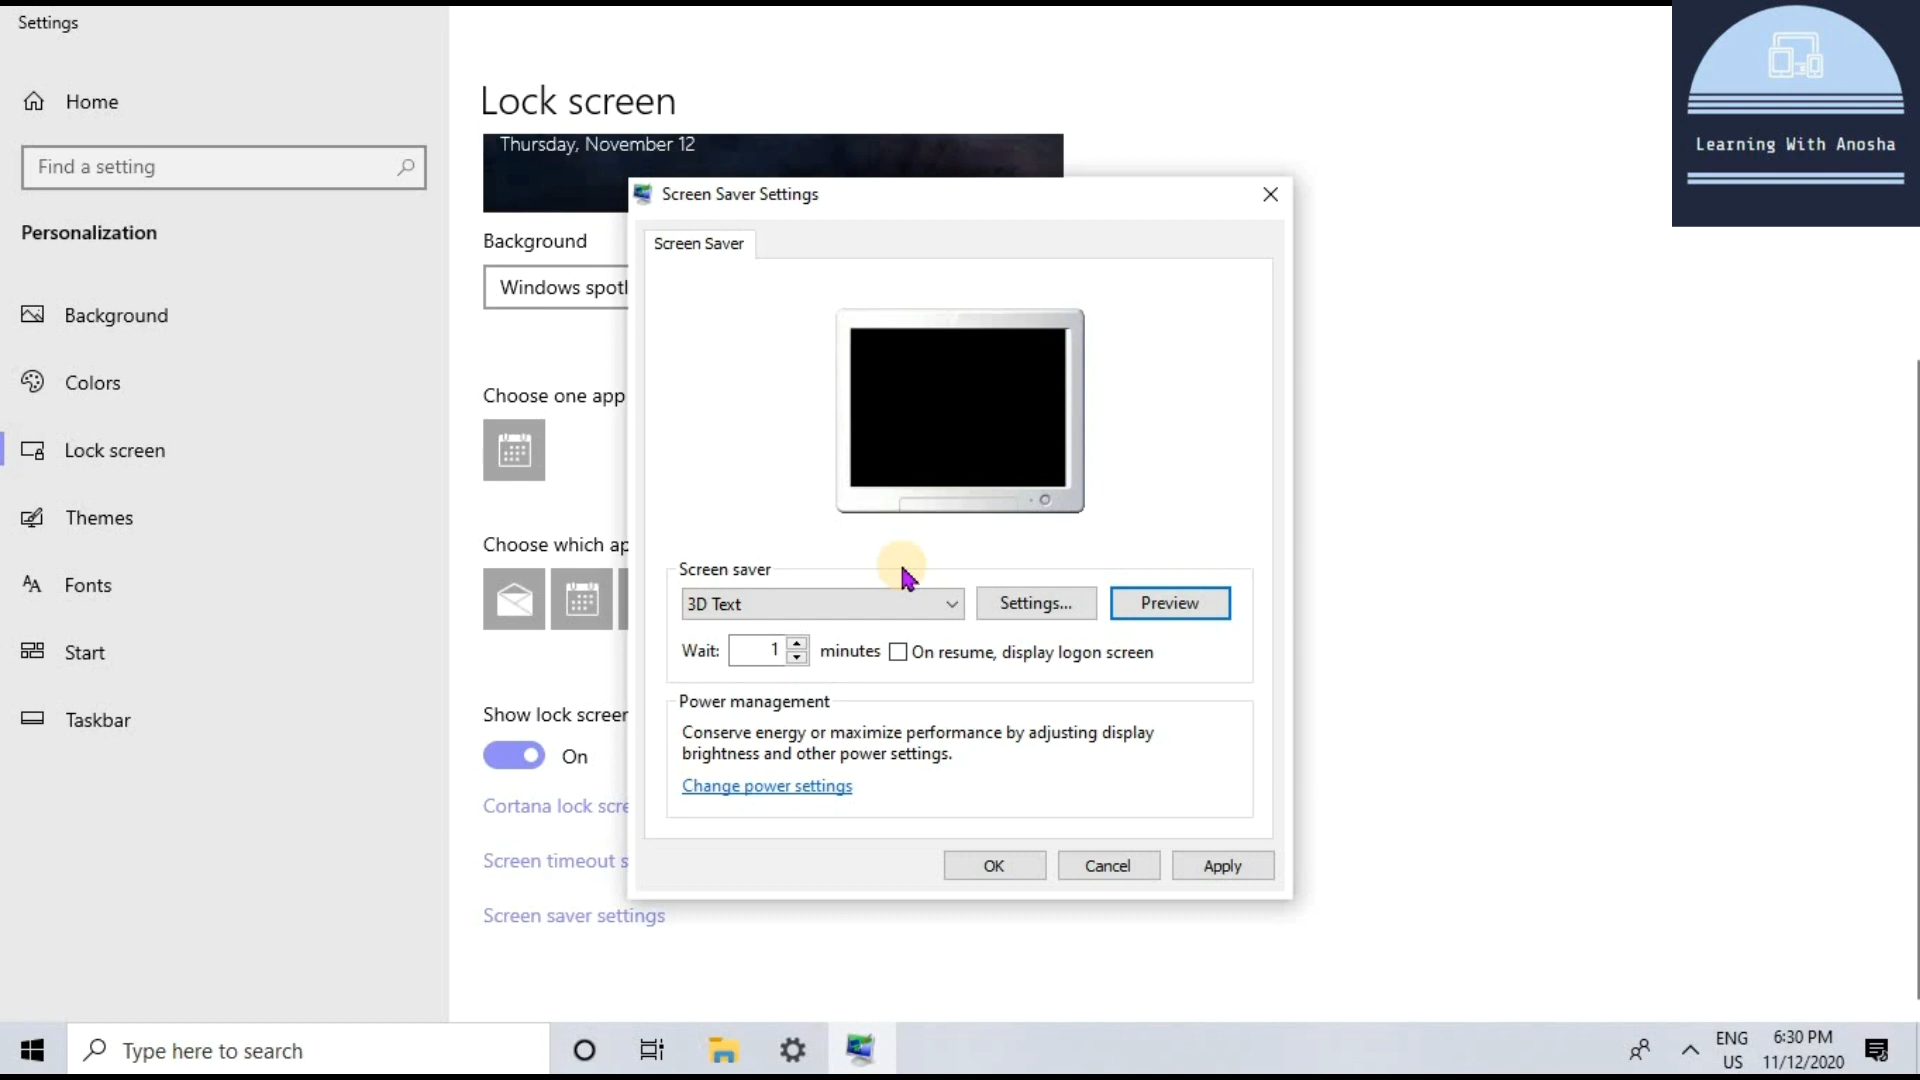 Settings
Home
Find a setting
Personalization
Background
Colors
Lock screen
Themes
Fonts
Start
Taskbar
Lock screen
Thursday, November 12
Background
Windows spotl
Choose one app
Choose which ap
Show lock screen
On
Cortana lock scre
Screen timeout s
Screen saver settings
Screen Saver Settings
Screen Saver
Screen saver
3D Text
Settings...
Preview
Wait: 1 minutes On resume, display logon screen
Power management
Conserve energy or maximize performance by adjusting display
brightness and other power settings.
Change power settings
OK
Cancel
Apply
Learning With Anosha
Type here to search
ENG
US
6:30 PM
11/12/2020